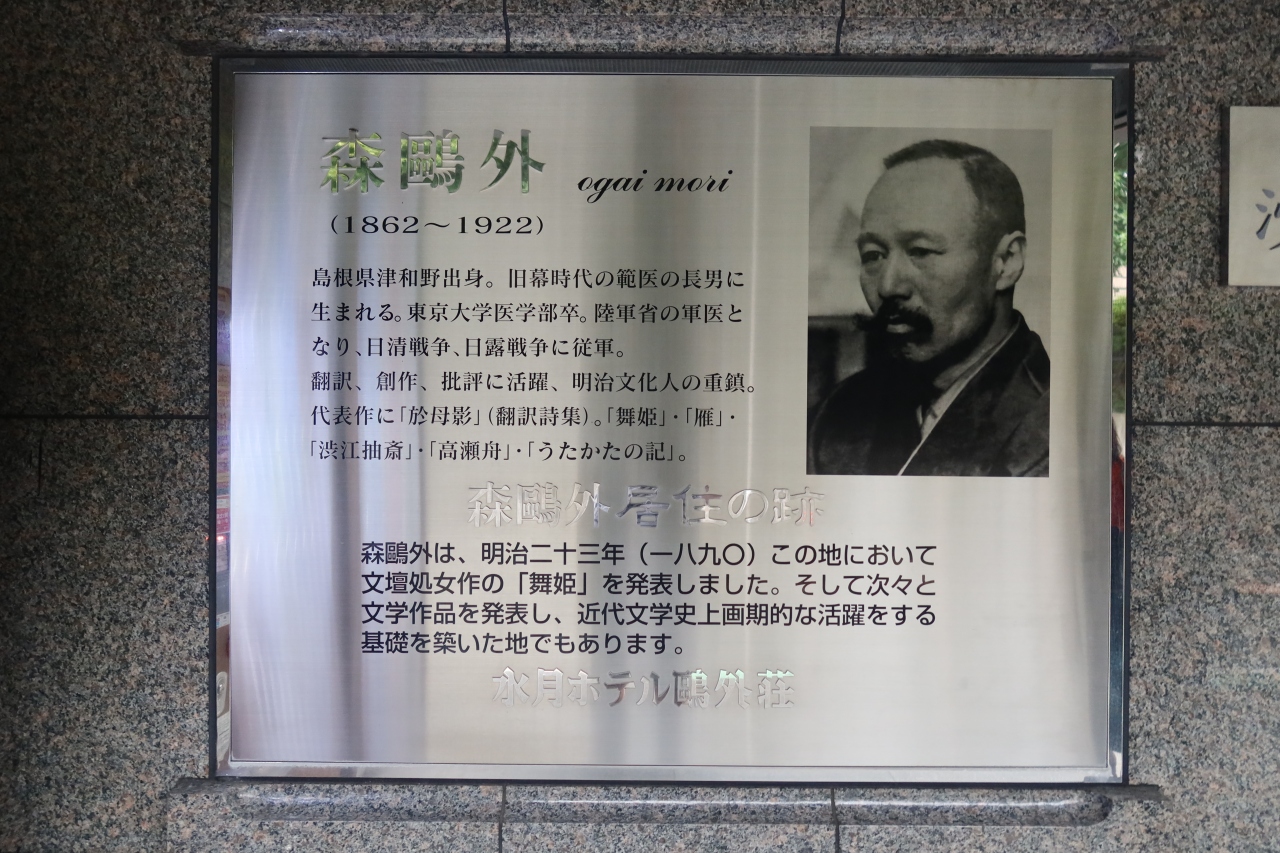 森鷗外 ogai mori
(1862～1922)
島根県津和野出身。旧幕時代の範医の長男に
生まれる。東京大学医学部卒。陸軍省の軍医と
なり、日清戦争、日露戦争に従軍。
翻訳、創作、批評に活躍、明治文化人の重鎮。
代表作に「於母影」(翻訳詩集)。「舞姫」・「雁」・
「渋江抽斎」・「高瀬舟」・「うたかたの記」。
森鷗外居住の跡
森鷗外は、明治二十三年（一八九〇）この地において
文壇処女作の「舞姫」を発表しました。そして次々と
文学作品を発表し、近代文学史上画期的な活躍をする
基礎を築いた地でもあります。
水月ホテル鷗外荘